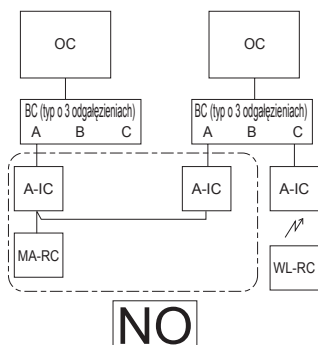 OC OC
BC (typ o 3 odgałęzieniach) BC (typ o 3 odgałęzieniach)
A B C A B C
A-IC A-IC A-IC
MA-RC WL-RC
NO